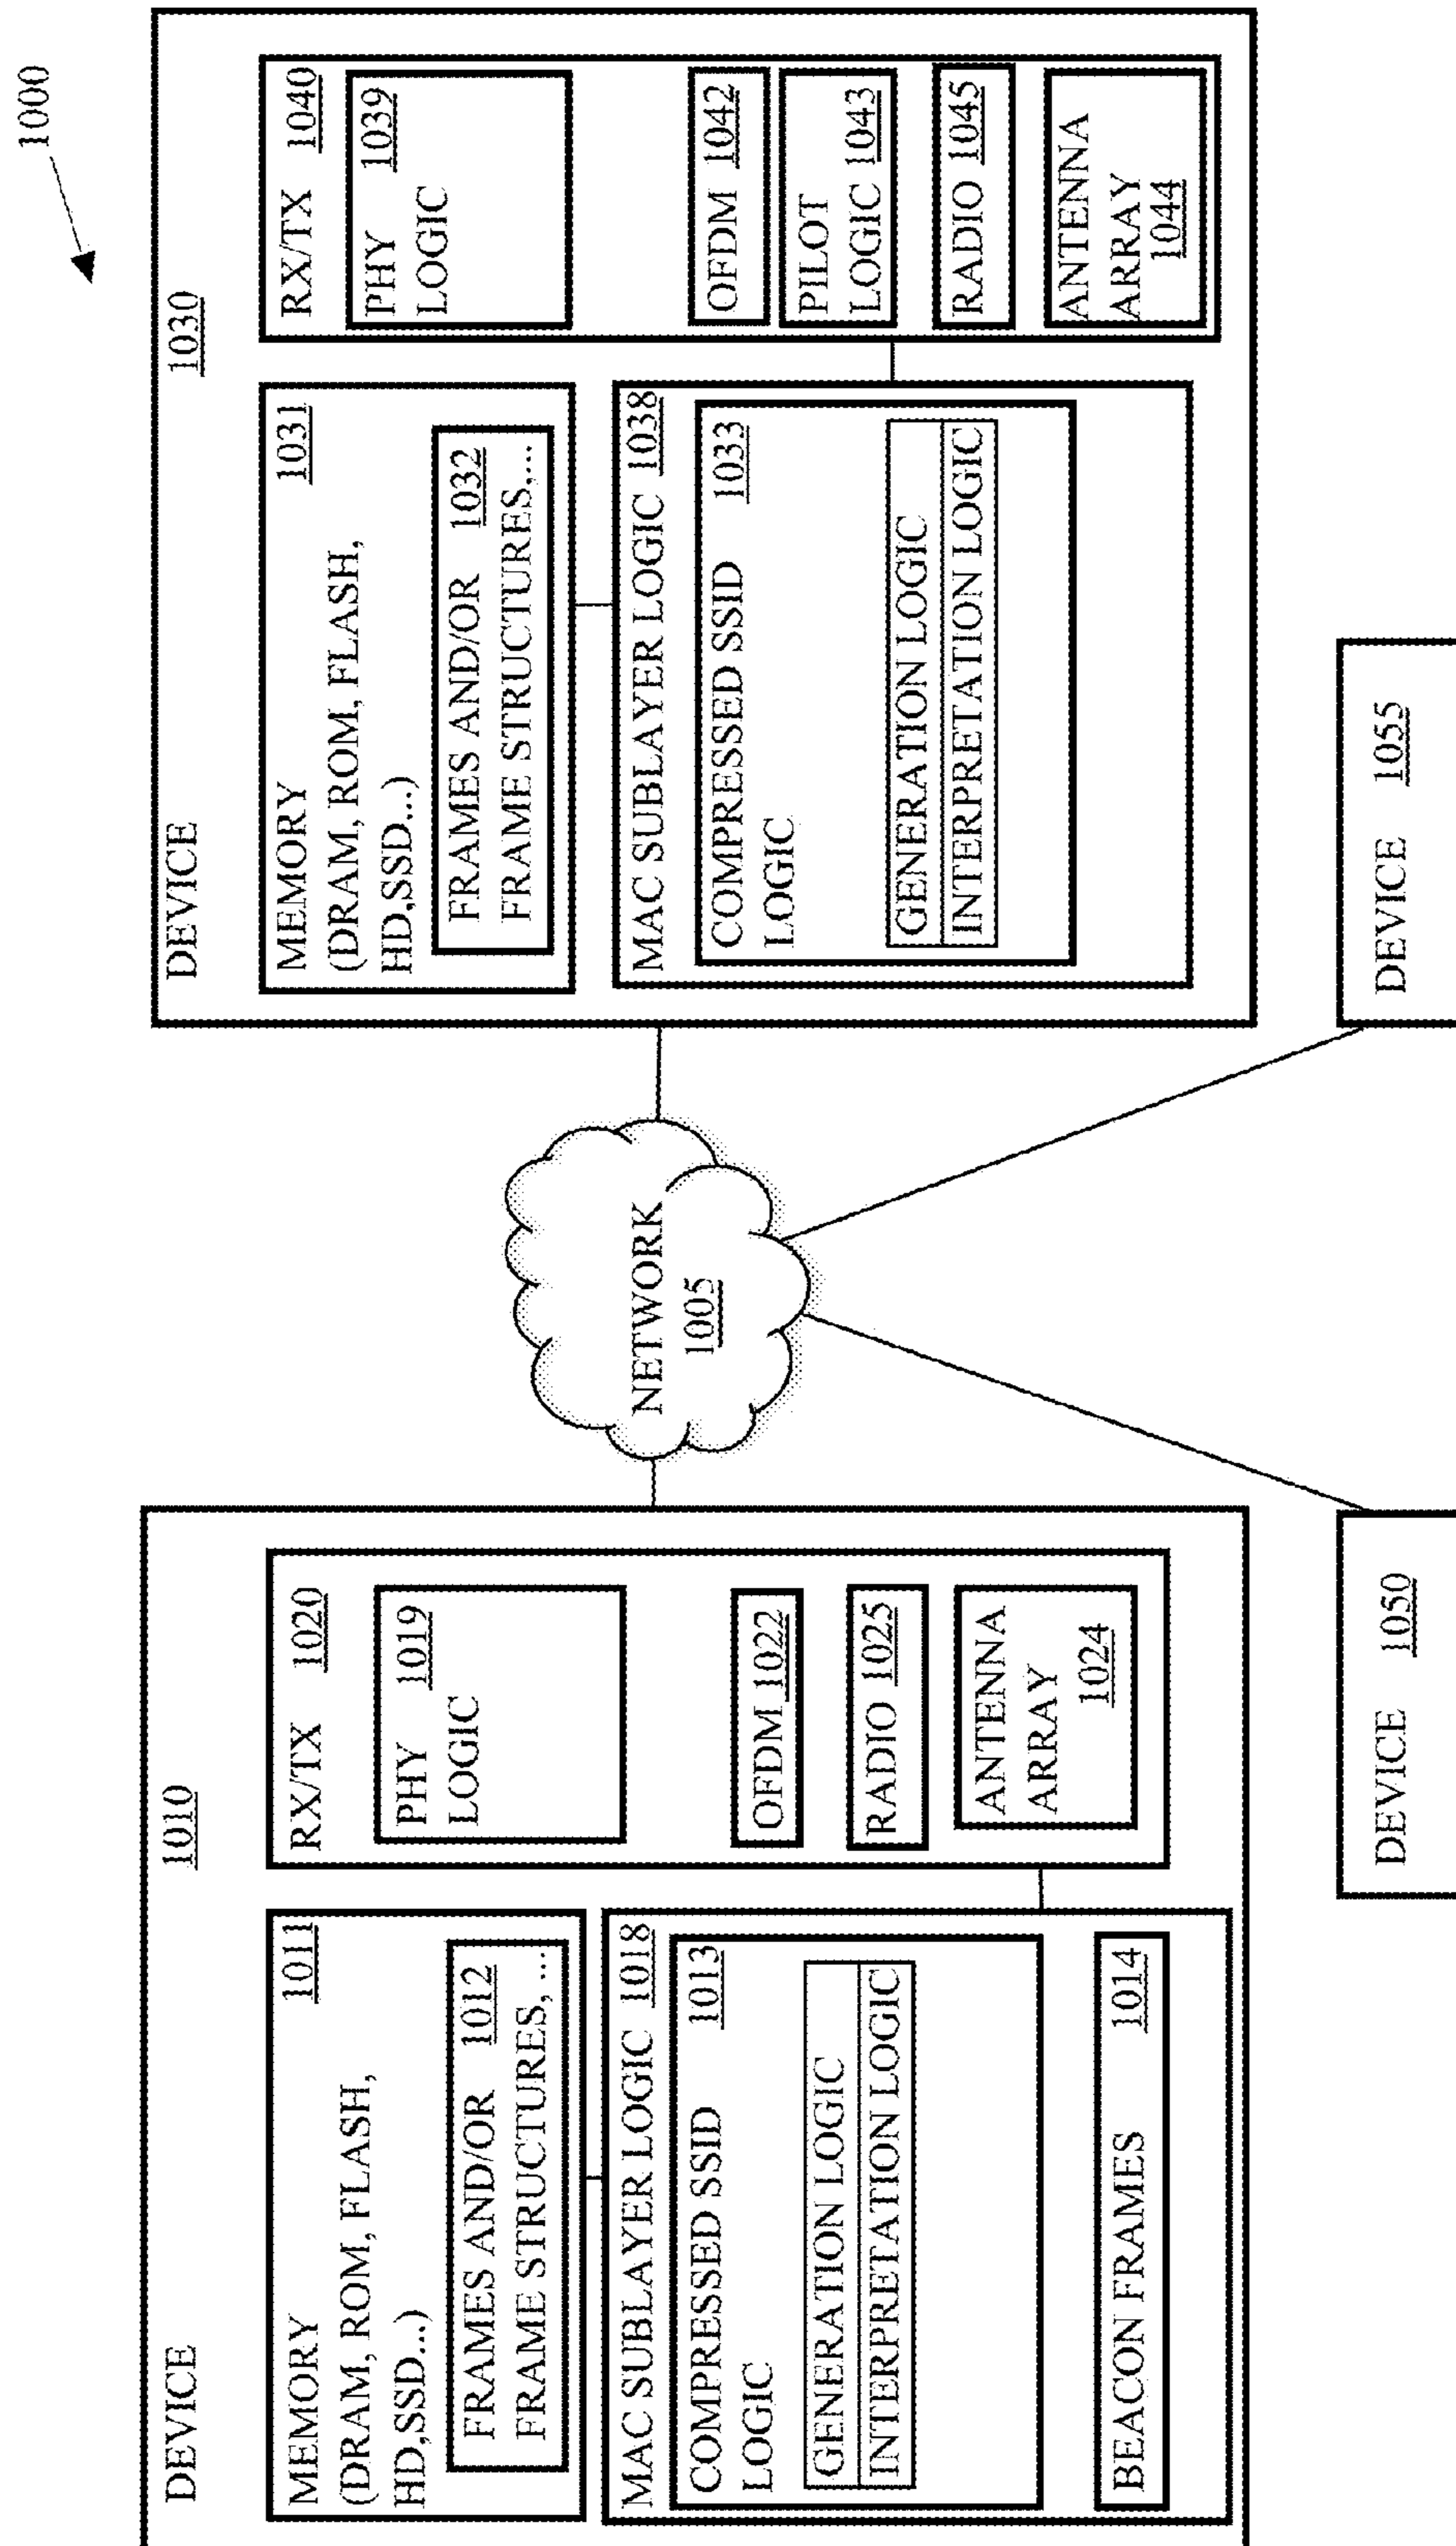 1000
DEVICE 1010
MEMORY 1011
(DRAM, ROM, FLASH,
HD,SSD...)
FRAMES AND/OR 1012
FRAME STRUCTURES, ...
MAC SUBLAYER LOGIC 1018
COMPRESSED SSID 1013
LOGIC
GENERATION LOGIC
INTERPRETATION LOGIC
BEACON FRAMES 1014
RX/TX 1020
PHY 1019
LOGIC
OFDM 1022
RADIO 1025
ANTENNA
ARRAY
1024
NETWORK
1005
DEVICE 1030
MEMORY 1031
(DRAM, ROM, FLASH,
HD,SSD...)
FRAMES AND/OR 1032
FRAME STRUCTURES,...
MAC SUBLAYER LOGIC 1038
COMPRESSED SSID 1033
LOGIC
GENERATION LOGIC
INTERPRETATION LOGIC
RX/TX 1040
PHY 1039
LOGIC
OFDM 1042
PILOT
LOGIC 1043
RADIO 1045
ANTENNA
ARRAY
1044
DEVICE 1050
DEVICE 1055